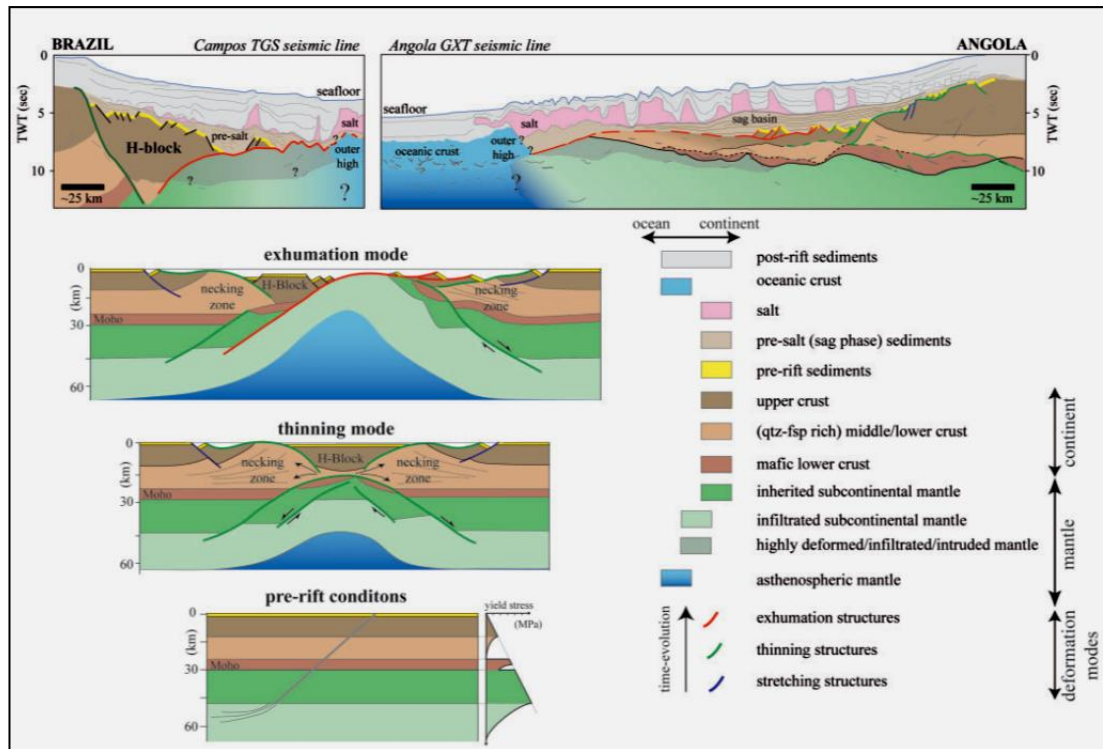 BRAZIL
Campos TGS seismic line
Angola GXT seismic line
ANGOLA
0
5
10
TWT (sec)
seafloor
salt
pre-salt
H-block
outer
high
?
?
?
?
~25 km
0
5
10
TWT (sec)
seafloor
salt
sag basin
outer
high
?
?
oceanic crust
~25 km
ocean
continent
exhumation mode
0
(km)
30
60
Moho
necking
zone
H-Block
necking
zone
thinning mode
0
(km)
30
60
Moho
necking
zone
H-Block
necking
zone
pre-rift conditons
0
(km)
30
60
Moho
yield stress
(MPa)
post-rift sediments
oceanic crust
salt
pre-salt (sag phase) sediments
pre-rift sediments
upper crust
(qtz-fsp rich) middle/lower crust
mafic lower crust
inherited subcontinental mantle
infiltrated subcontinental mantle
highly deformed/infiltrated/intruded mantle
asthenospheric mantle
exhumation structures
thinning structures
stretching structures
time-evolution
continent
mantle
deformation
modes